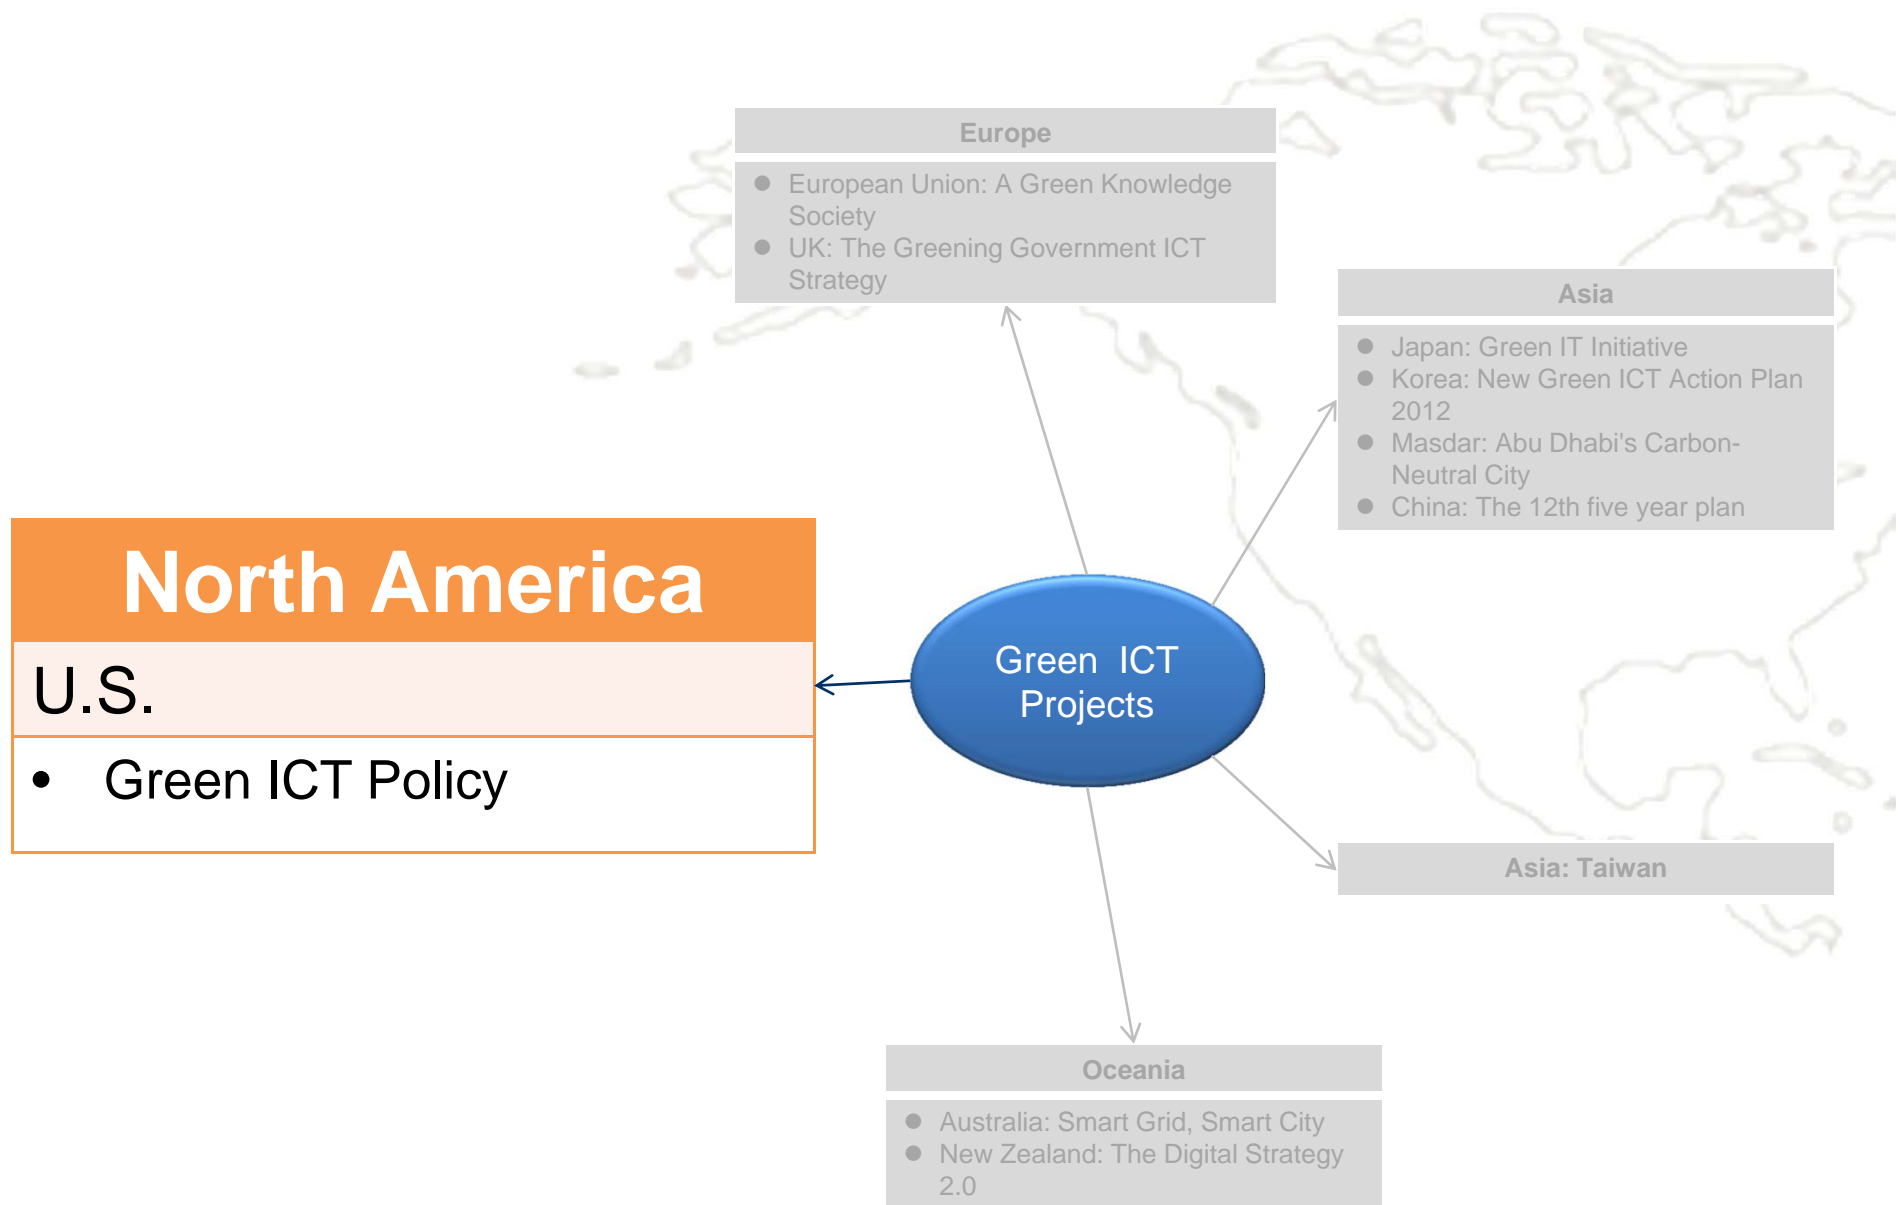 Europe
● European Union: A Green Knowledge
Society
● UK: The Greening Government ICT
Strategy
Asia
● Japan: Green IT Initiative
● Korea: New Green ICT Action Plan
2012
● Masdar: Abu Dhabi's Carbon-
Neutral City
● China: The 12th five year plan
North America
U.S.
• Green ICT Policy
Green ICT
Projects
Asia: Taiwan
Oceania
● Australia: Smart Grid, Smart City
● New Zealand: The Digital Strategy
2.0